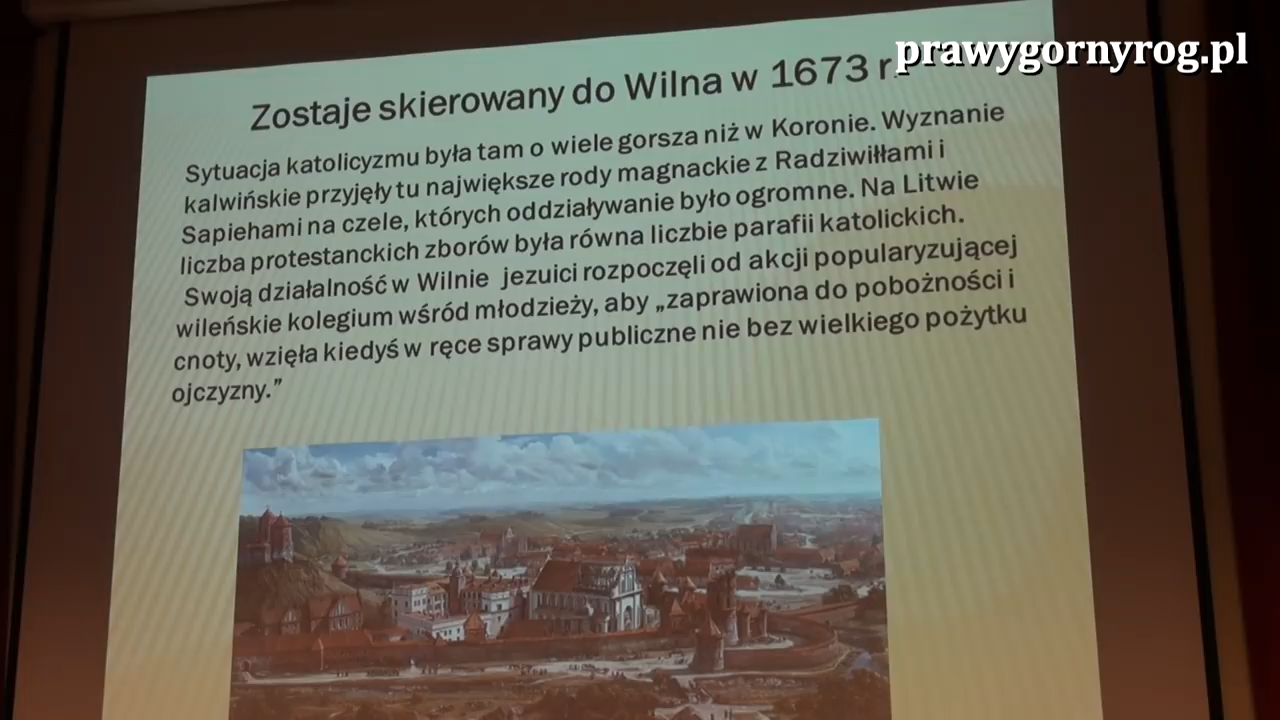 prawygornyrog.pl
Zostaje skierowany do Wilna w 1673 r.
Sytuacja katolicyzmu była tam o wiele gorsza niż w Koronie. Wyznanie
kalwińskie przyjęły tu największe rody magnackie z Radziwiłłami i
Sapiehami na czele, których oddziaływanie było ogromne. Na Litwie
liczba protestanckich zborów była równa liczbie parafii katolickich.
Swoją działalność w Wilnie jezuici rozpoczęli od akcji popularyzującej
wileńskie kolegium wśród młodzieży, aby „zaprawiona do pobożności i
cnoty, wzięła kiedyś w ręce sprawy publiczne nie bez wielkiego pożytku
ojczyzny.”